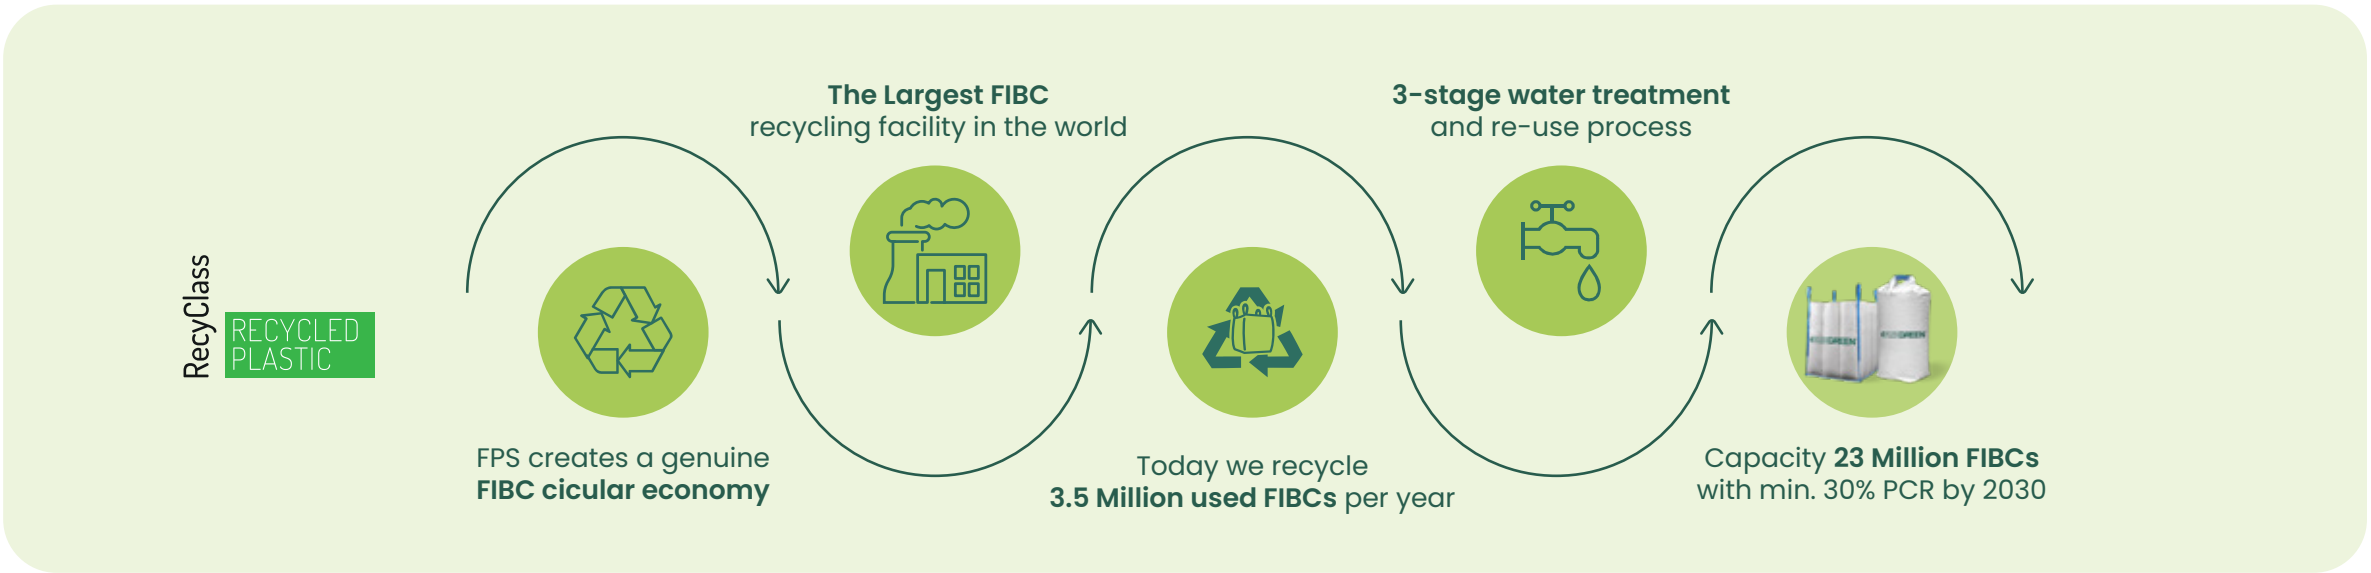 RecyClass
RECYCLED
PLASTIC
FPS creates a genuine
FIBC cicular economy
The Largest FIBC
recycling facility in the world
Today we recycle
3.5 Million used FIBCs per year
3-stage water treatment
and re-use process
Capacity 23 Million FIBCs
with min. 30% PCR by 2030